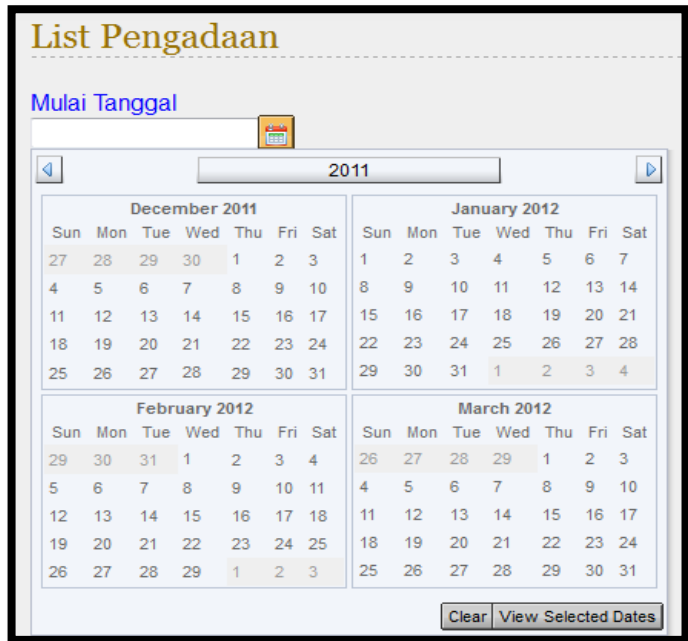 List Pengadaan
Mulai Tanggal
2011
December 2011
Sun Mon Tue Wed Thu Fri Sat
27 28 29 30 1 2 3
4 5 6 7 8 9 10
11 12 13 14 15 16 17
18 19 20 21 22 23 24
25 26 27 28 29 30 31
January 2012
Sun Mon Tue Wed Thu Fri Sat
1 2 3 4 5 6 7
8 9 10 11 12 13 14
15 16 17 18 19 20 21
22 23 24 25 26 27 28
29 30 31 1 2 3 4
February 2012
Sun Mon Tue Wed Thu Fri Sat
29 30 31 1 2 3 4
5 6 7 8 9 10 11
12 13 14 15 16 17 18
19 20 21 22 23 24 25
26 27 28 29 1 2 3
March 2012
Sun Mon Tue Wed Thu Fri Sat
26 27 28 29 1 2 3
4 5 6 7 8 9 10
11 12 13 14 15 16 17
18 19 20 21 22 23 24
25 26 27 28 29 30 31
Clear View Selected Dates